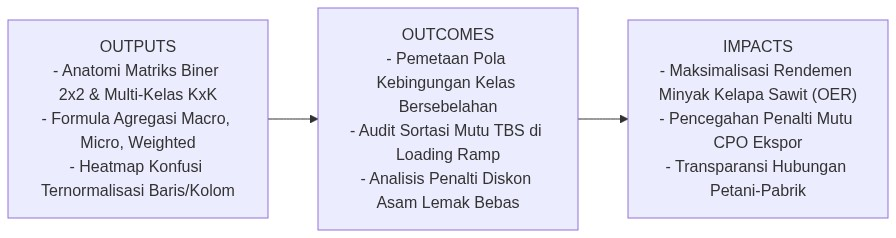 OUTPUTS
- Anatomi Matriks Biner
2x2 & Multi-Kelas KxK
- Formula Agregasi Macro,
Micro, Weighted
- Heatmap Konfusi
Ternormalisasi Baris/Kolom
OUTCOMES
- Pemetaan Pola
Kebingungan Kelas
Bersebelahan
- Audit Sortasi Mutu TBS di
Loading Ramp
- Analisis Penalti Diskon
Asam Lemak Bebas
IMPACTS
- Maksimalisasi Rendemen
Minyak Kelapa Sawit (OER)
- Pencegahan Penalti Mutu
CPO Ekspor
- Transparansi Hubungan
Petani-Pabrik